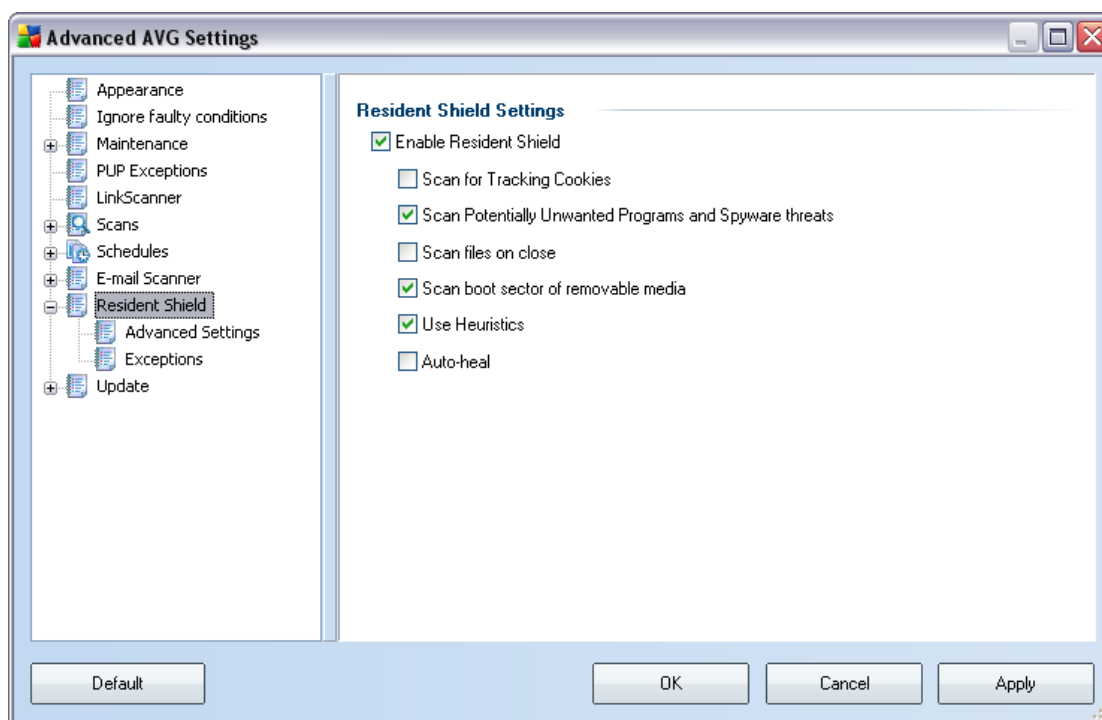 Advanced AVG Settings
Appearance
Ignore faulty conditions
Maintenance
PUP Exceptions
LinkScanner
Scans
Schedules
E-mail Scanner
Resident Shield
Advanced Settings
Exceptions
Update
Resident Shield Settings
Enable Resident Shield
Scan for Tracking Cookies
Scan Potentially Unwanted Programs and Spyware threats
Scan files on close
Scan boot sector of removable media
Use Heuristics
Auto-heal
Default
OK
Cancel
Apply